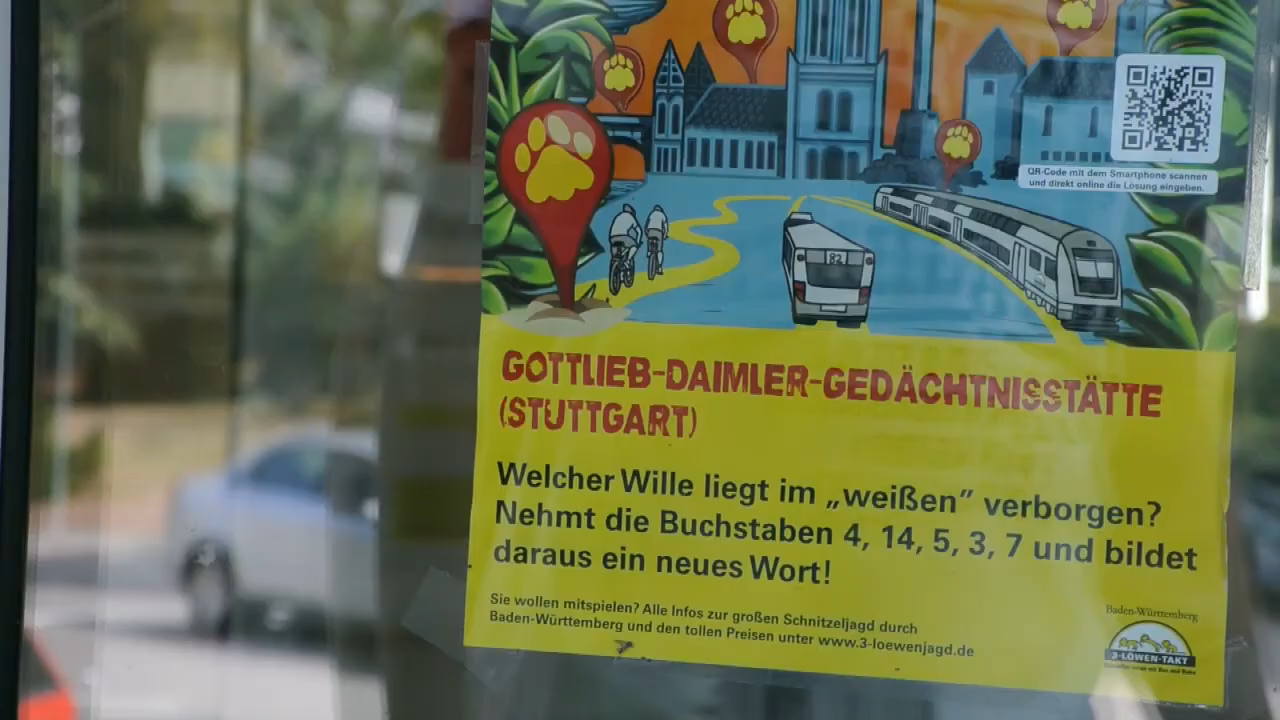 QR-Code mit dem Smartphone scannen
und direkt online die Lösung eingeben.
82
GOTTLIEB-DAIMLER-GEDÄCHTNISSTÄTTE
(STUTTGART)
Welcher Wille liegt im „weißen” verborgen?
Nehmt die Buchstaben 4, 14, 5, 3, 7 und bildet
daraus ein neues Wort!
Sie wollen mitspielen? Alle Infos zur großen Schnitzeljagd durch
Baden-Württemberg und den tollen Preisen unter www.3-loewenjagd.de
Baden-Württemberg
3-LÖWEN-TAKT